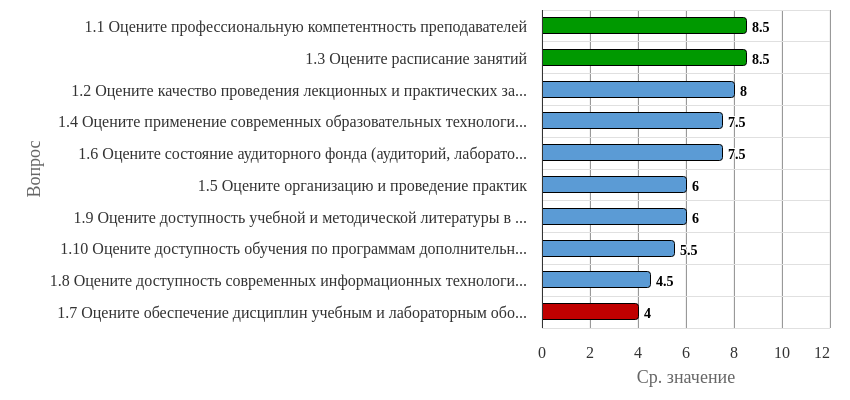 1.1 Оцените профессиональную компетентность преподавателей 8.5
1.3 Оцените расписание занятий 8.5
1.2 Оцените качество проведения лекционных и практических за... 8
1.4 Оцените применение современных образовательных технологи... 7.5
1.6 Оцените состояние аудиторного фонда (аудиторий, лаборато... 7.5
Вопрос
1.5 Оцените организацию и проведение практик 6
1.9 Оцените доступность учебной и методической литературы в ... 6
1.10 Оцените доступность обучения по программам дополнительн... 5.5
1.8 Оцените доступность современных информационных технологи... 4.5
1.7 Оцените обеспечение дисциплин учебным и лабораторным обо... 4
0 2 4 6 8 10 12
Ср. значение